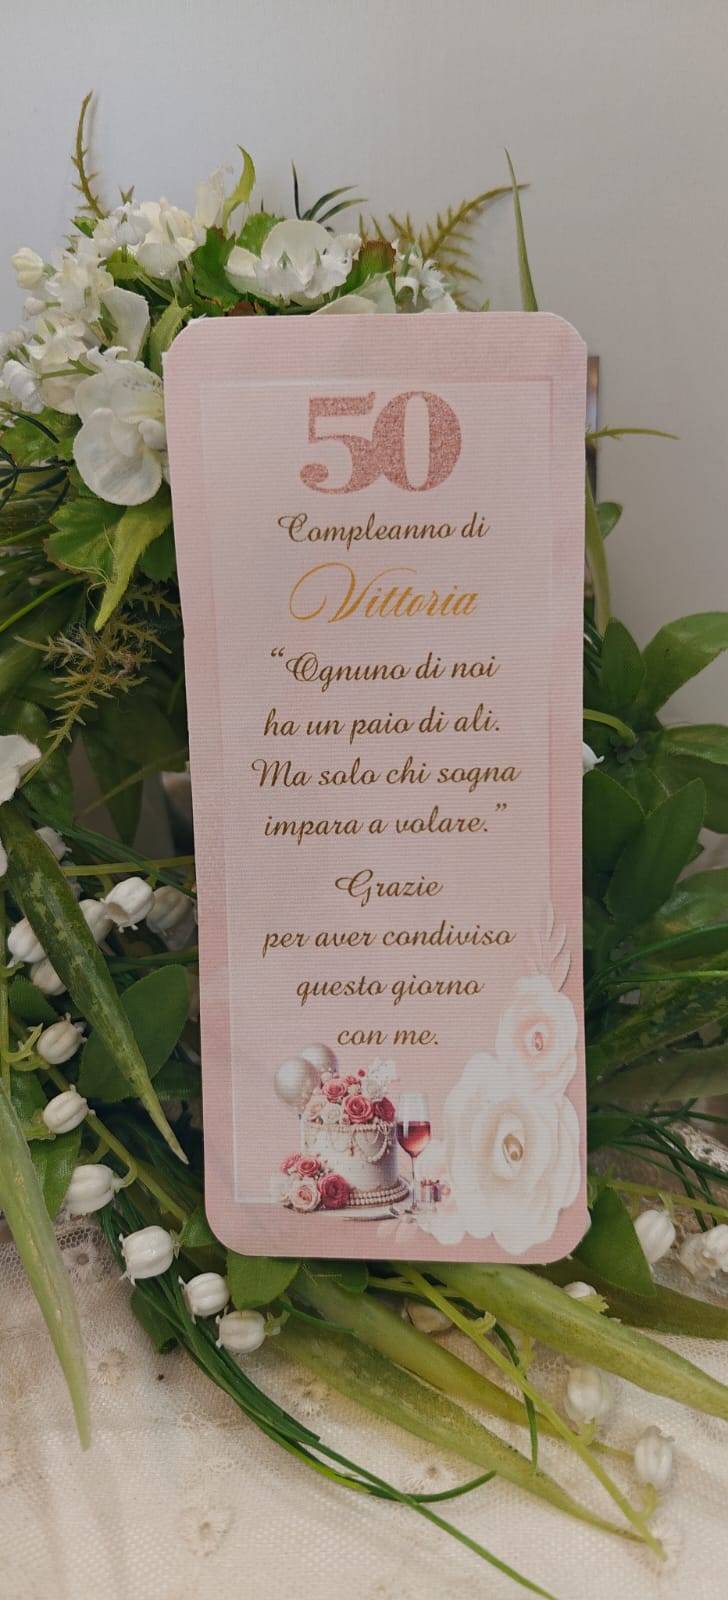 50
Compleanno di
Vittoria
“Ognuno di noi
ha un paio di ali.
Ma solo chi sogna
impara a volare.”
Grazie
per aver condiviso
questo giorno
con me.